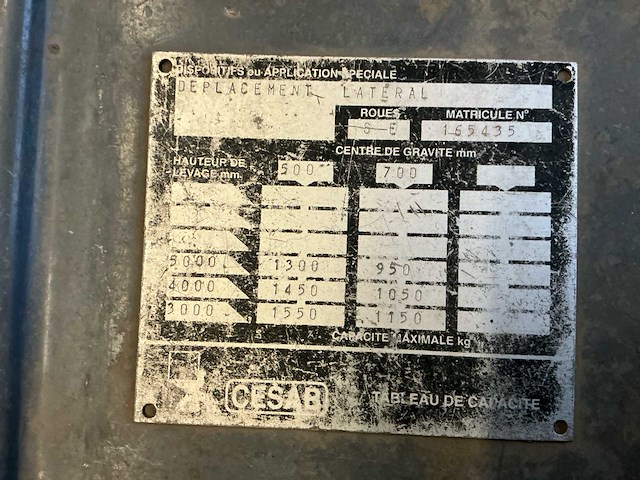 DISPOSITIFS ou APPLICATION SPECIALE
DEPLACEMENT LATERAL
ROUES MATRICULE N°
S E 165435
CENTRE DE GRAVITE mm
HAUTEUR DE LEVAGE mm 500 700
5000 1300 950
4000 1450 1050
3000 1550 1150
CAPACITE MAXIMALE kg
CESAB TABLEAU DE CAPACITE